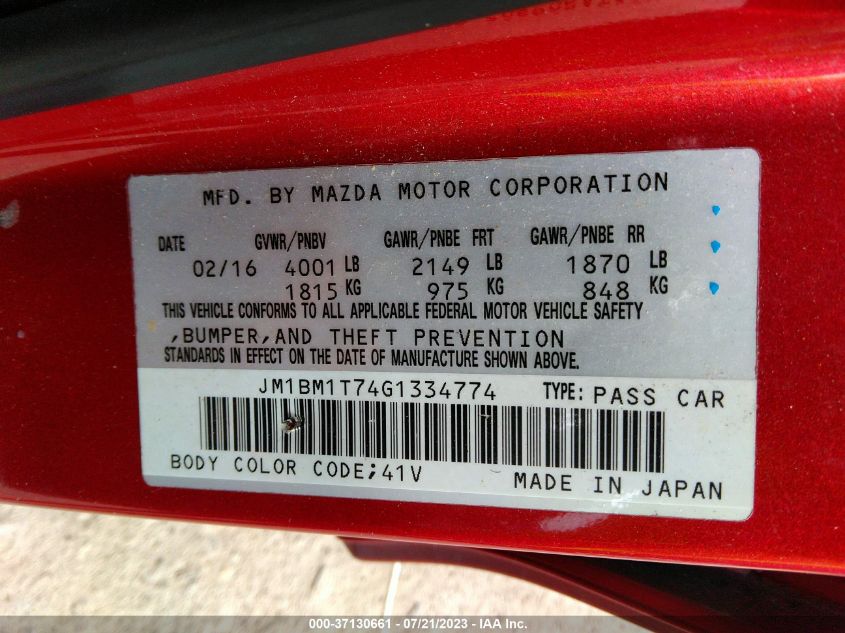 MFD. BY MAZDA MOTOR CORPORATION
DATE GVWR/PNBV GAWR/PNBE FRT GAWR/PNBE RR
02/16 4001 LB 2149 LB 1870 LB
1815 KG 975 KG 848 KG
THIS VEHICLE CONFORMS TO ALL APPLICABLE FEDERAL MOTOR VEHICLE SAFETY
,BUMPER,AND THEFT PREVENTION
STANDARDS IN EFFECT ON THE DATE OF MANUFACTURE SHOWN ABOVE.
JM1BM1T74G1334774 TYPE: PASS CAR
BODY COLOR CODE;41V
MADE IN JAPAN
000-37130661 - 07/21/2023 - IAA Inc.